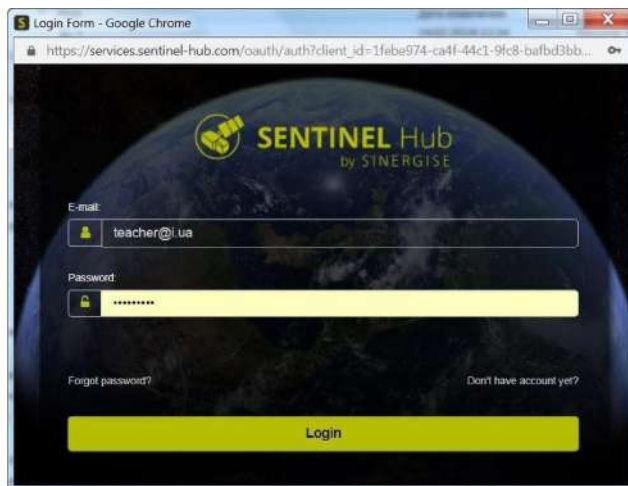 Login Form - Google Chrome
https://services.sentinel-hub.com/oauth/auth?client_id=1febe974-ca4f-44c1-9fc8-bafbd3bb...
SENTINEL Hub
by SINERGISE
E-mail:
teacher@i.ua
Password:
•••••••••
Forgot password?
Don't have account yet?
Login